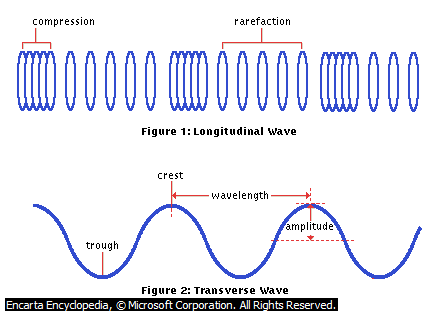 compression rarefaction
Figure 1: Longitudinal Wave
crest
wavelength
amplitude
trough
Figure 2: Transverse Wave
Encarta Encyclopedia, © Microsoft Corporation. All Rights Reserved.